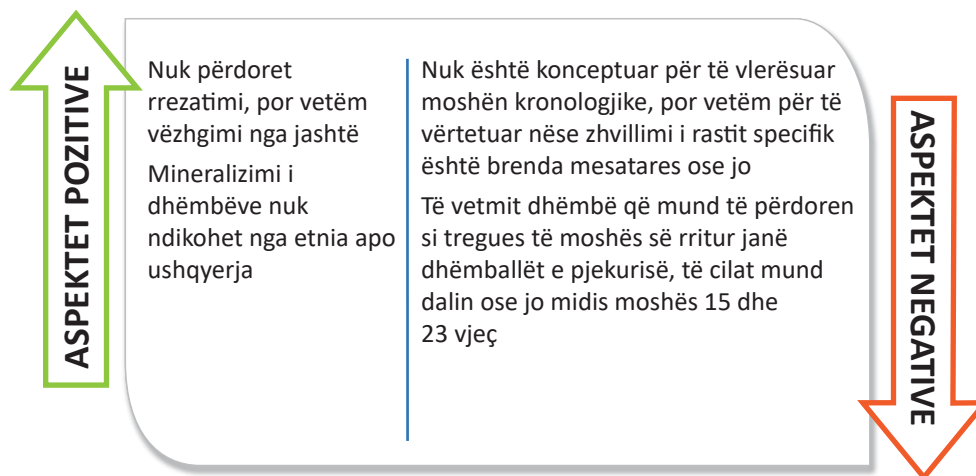 ASPEKTET POZITIVE
Nuk përdoret
rrezatimi, por vetëm
vëzhgimi nga jashtë
Mineralizimi i
dhëmbëve nuk
ndikohet nga etnia apo
ushqyerja
Nuk është konceptuar për të vlerësuar
moshën kronologjike, por vetëm për të
vërtetuar nëse zhvillimi i rastit specifik
është brenda mesatares ose jo
Të vetmit dhëmbë që mund të përdoren
si tregues të moshës së rritur janë
dhëmballët e pjekurisë, të cilat mund
dalin ose jo midis moshës 15 dhe
23 vjeç
ASPEKTET NEGATIVE